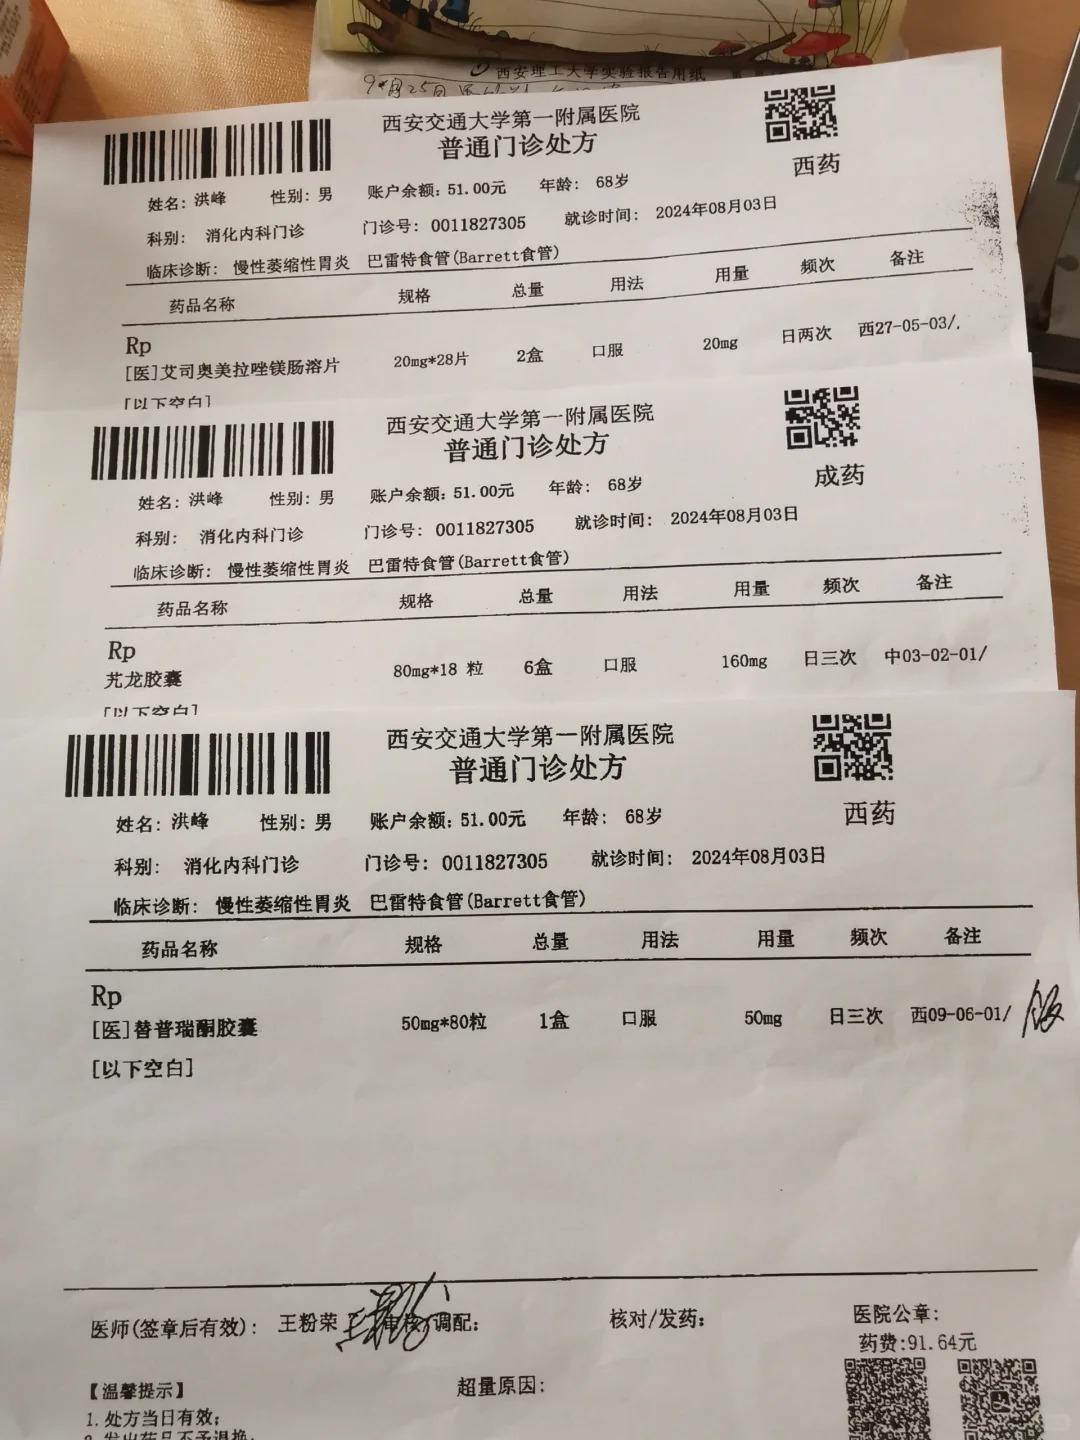 西安理工大学实验报告用纸
9月25日
西安交通大学第一附属医院
普通门诊处方
西药
姓名: 洪峰 性别: 男 账户余额: 51.00元 年龄: 68岁
科别: 消化内科门诊 门诊号: 0011827305 就诊时间: 2024年08月03日
临床诊断: 慢性萎缩性胃炎 巴雷特食管(Barrett食管)
药品名称 规格 总量 用法 用量 频次 备注
Rp
[医]艾司奥美拉唑镁肠溶片 20mg*28片 2盒 口服 20mg 日两次 西27-05-03/.
[以下空白]
西安交通大学第一附属医院
普通门诊处方
成药
姓名: 洪峰 性别: 男 账户余额: 51.00元 年龄: 68岁
科别: 消化内科门诊 门诊号: 0011827305 就诊时间: 2024年08月03日
临床诊断: 慢性萎缩性胃炎 巴雷特食管(Barrett食管)
药品名称 规格 总量 用法 用量 频次 备注
Rp
艽龙胶囊 80mg*18 粒 6盒 口服 160mg 日三次 中03-02-01/
[以下空白]
西安交通大学第一附属医院
普通门诊处方
西药
姓名: 洪峰 性别: 男 账户余额: 51.00元 年龄: 68岁
科别: 消化内科门诊 门诊号: 0011827305 就诊时间: 2024年08月03日
临床诊断: 慢性萎缩性胃炎 巴雷特食管(Barrett食管)
药品名称 规格 总量 用法 用量 频次 备注
Rp
[医]替普瑞酮胶囊 50mg*80粒 1盒 口服 50mg 日三次 西09-06-01/
[以下空白]
医师(签章后有效): 王粉荣 审核/调配: 核对/发药: 医院公章:
药费:91.64元
【温馨提示】 超量原因:
1. 处方当日有效;
2. 发出药品不予退换.